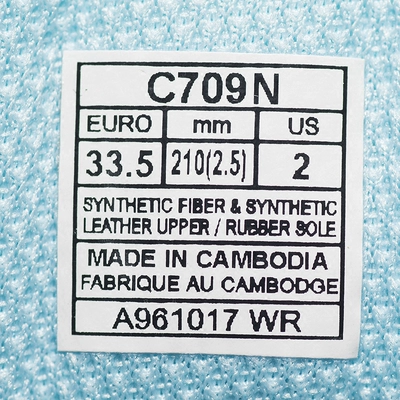 C709N
EURO mm US
33.5 210(2.5) 2
SYNTHETIC FIBER & SYNTHETIC
LEATHER UPPER / RUBBER SOLE
MADE IN CAMBODIA
FABRIQUE AU CAMBODGE
A961017 WR